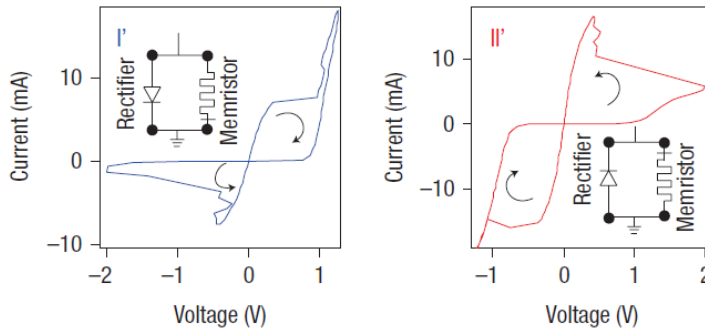 I’
Rectifier
Memristor
Current (mA)
10
0
−10
−2
−1
0
1
Voltage (V)
II’
Rectifier
Memristor
Current (mA)
10
0
−10
−1
0
1
2
Voltage (V)